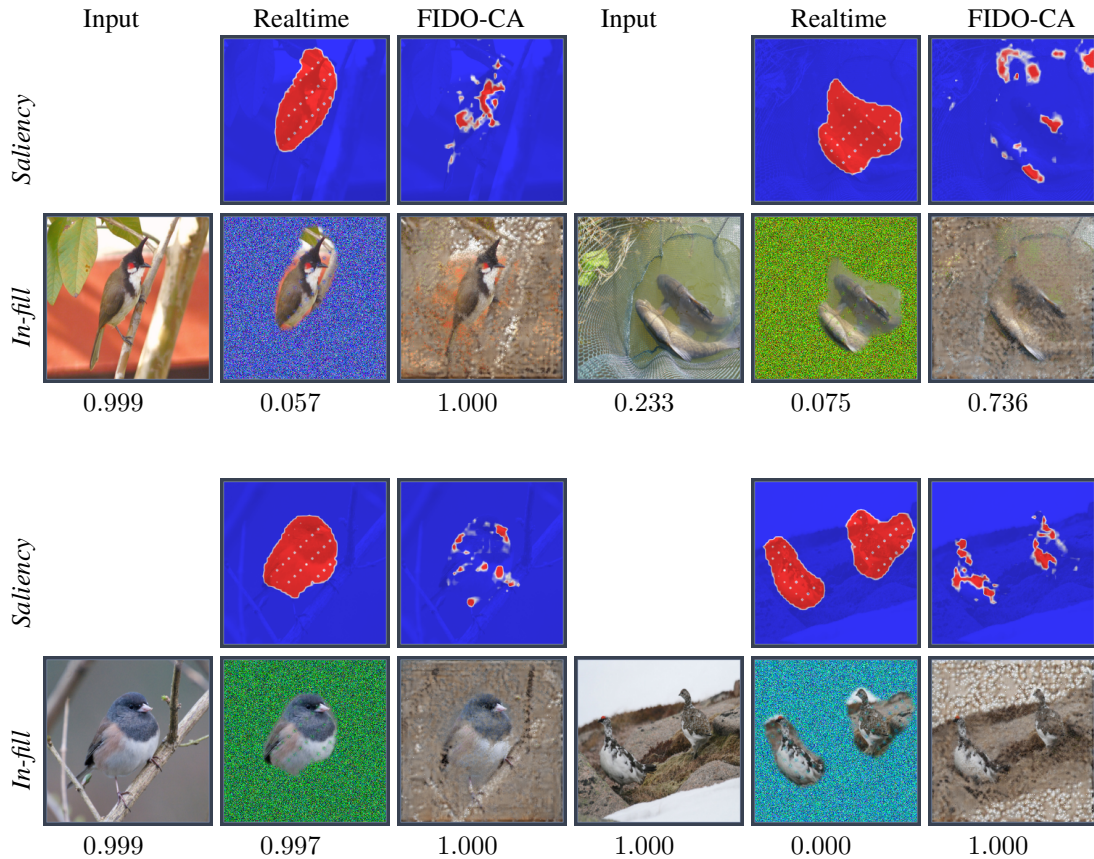 Input Realtime FIDO-CA Input Realtime FIDO-CA
Saliency
In-fill
0.999 0.057 1.000 0.233 0.075 0.736
Saliency
In-fill
0.999 0.997 1.000 1.000 0.000 1.000